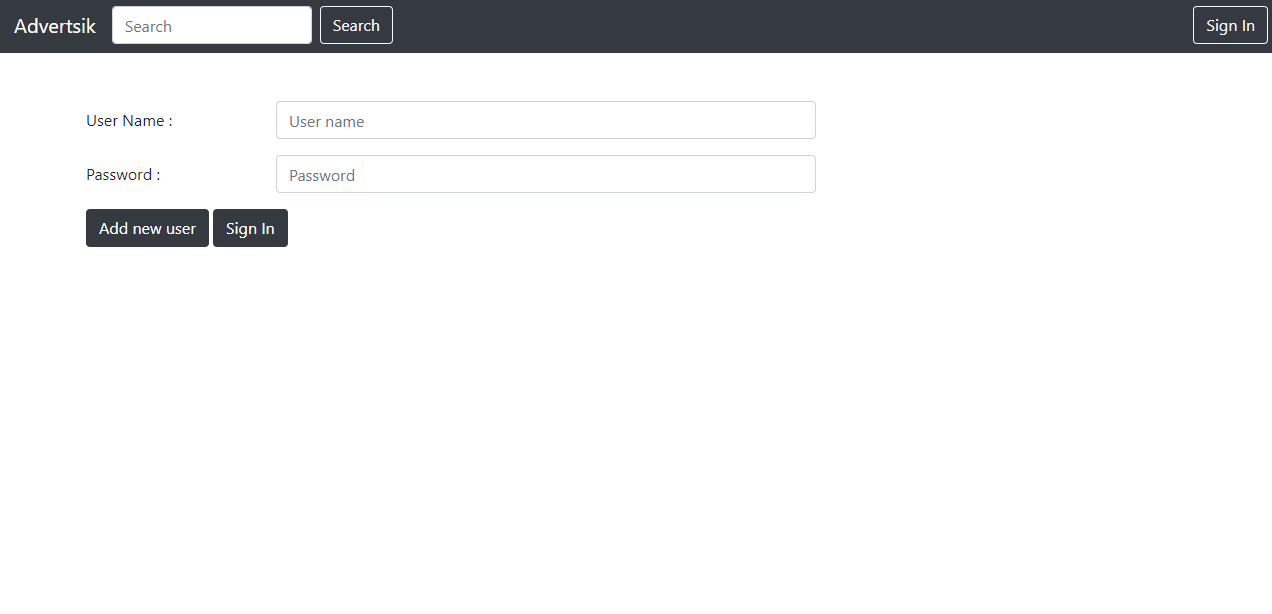 Advertsik Search Search Sign In
User Name : User name
Password : Password
Add new user Sign In